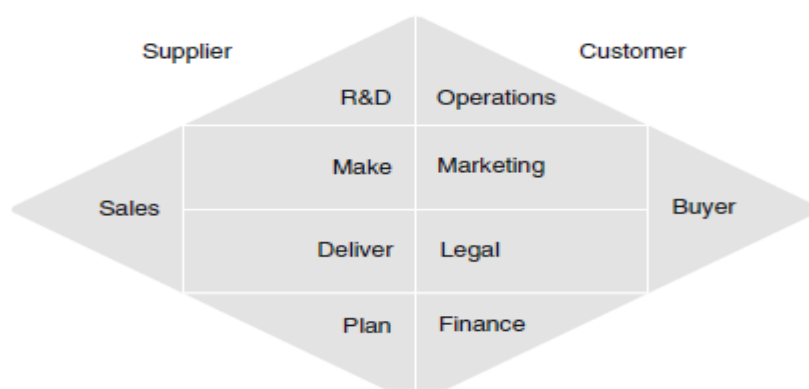 Supplier Customer
R&D Operations
Make Marketing
Sales Buyer
Deliver Legal
Plan Finance